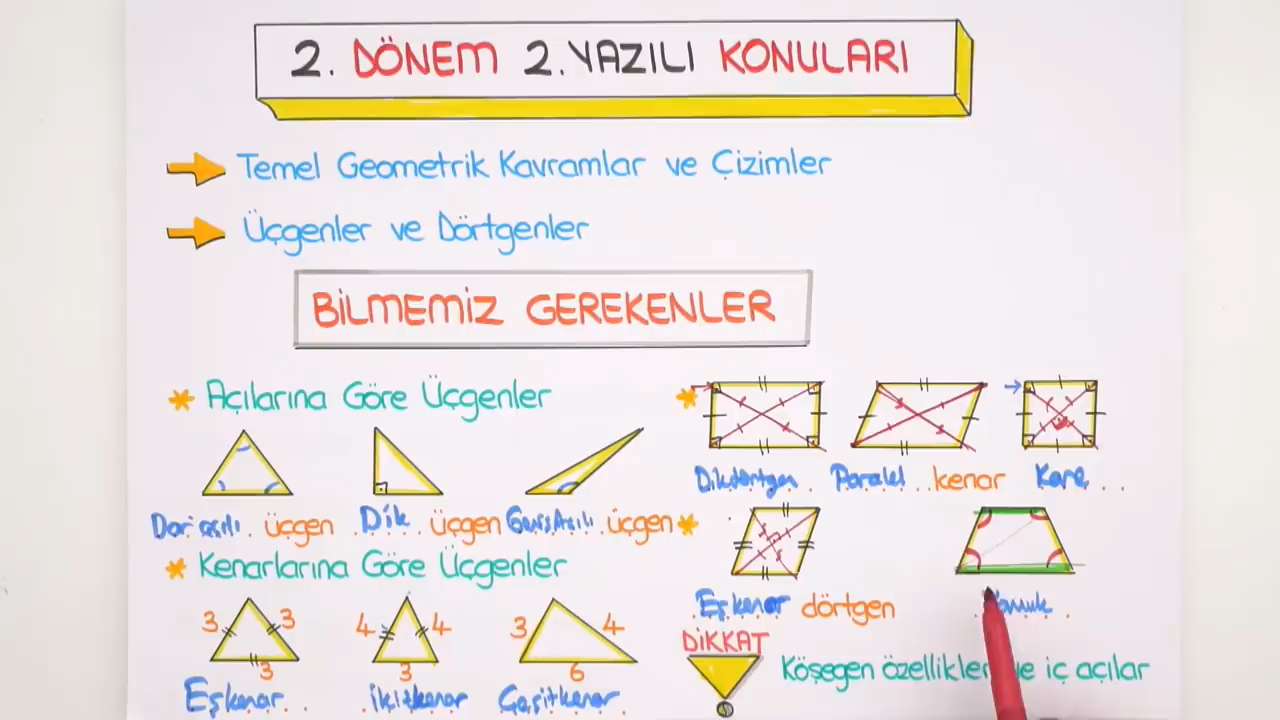 2. DÖNEM 2. YAZILI KONULARI
Temel Geometrik Kavramlar ve Çizimler
Üçgenler ve Dörtgenler
BİLMEMİZ GEREKENLER
* Açılarına Göre Üçgenler
Dar açılı üçgen
Dik üçgen
Geniş Açılı üçgen
* Kenarlarına Göre Üçgenler
3 3 3
Eşkenar
4 4 3
İkizkenar
3 4 6
Çeşitkenar
*
Dikdörtgen
Paralel kenar
Kare
*
Eşkenar dörtgen
Yamuk
DİKKAT
Köşegen özellikleri iç açılar